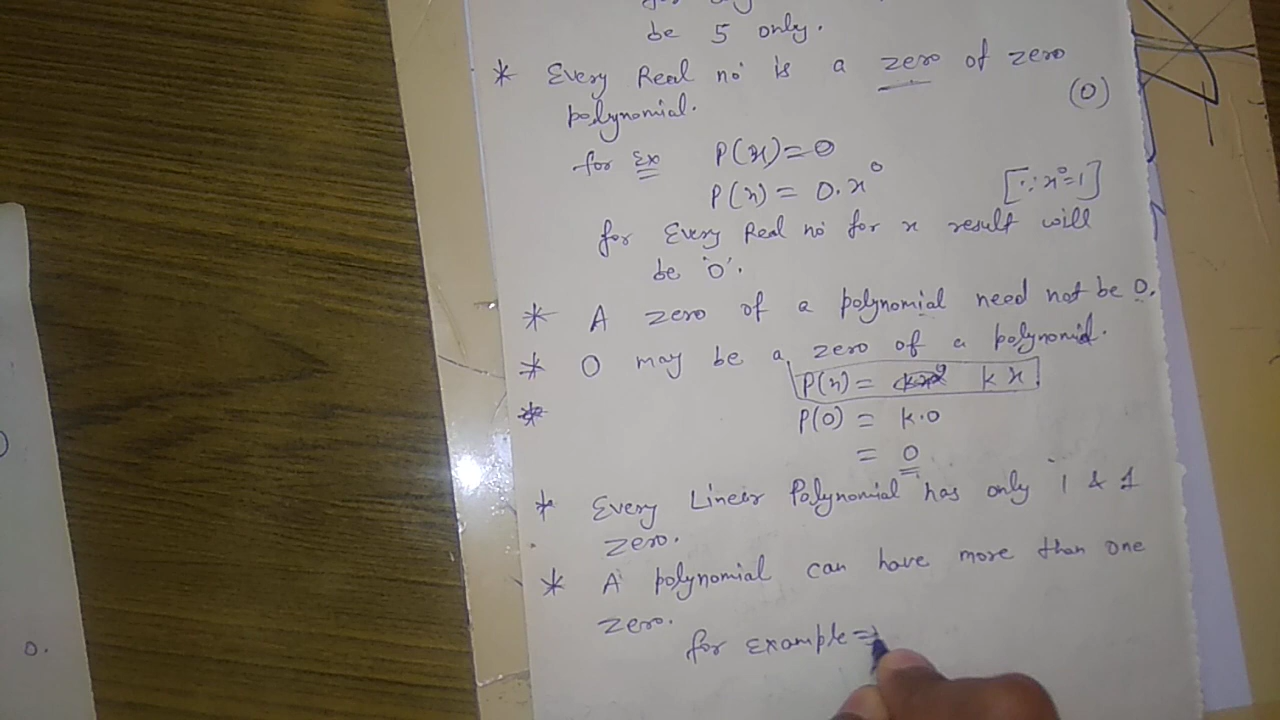 be 5 only.
* Every Real no is a zero of zero
polynomial. (0)
for Ex P(x)=0
P(x) = 0.x⁰ [∵ x⁰=1]
for Every Real no for x result will
be '0'.
* A zero of a polynomial need not be 0.
* 0 may be a zero of a polynomial.
P(x) = kx
P(0) = k.0
= 0
* Every Linear Polynomial has only 1 & 1
zero.
* A polynomial can have more than one
zero.
for example =>
0.